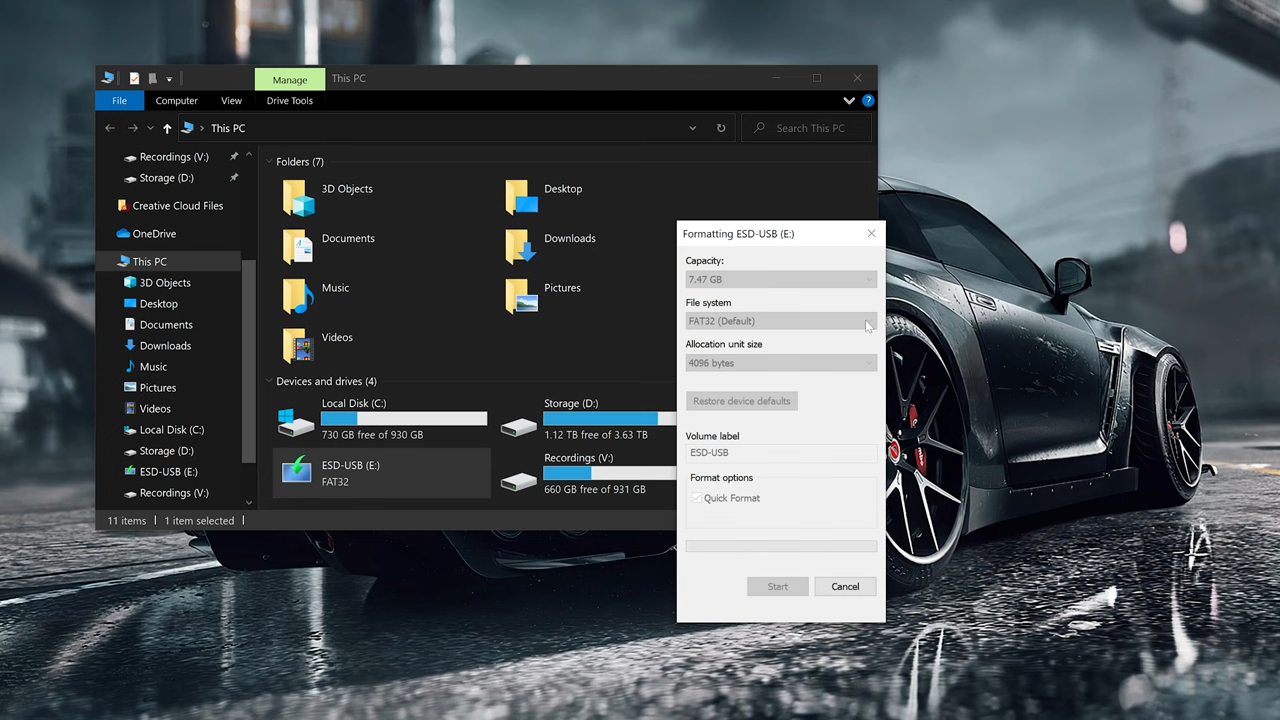 Manage
This PC
File
Computer
View
Drive Tools
?
This PC
Search This PC
Recordings (V:)
Storage (D:)
Creative Cloud Files
OneDrive
This PC
3D Objects
Desktop
Documents
Downloads
Music
Pictures
Videos
Local Disk (C:)
Storage (D:)
ESD-USB (E:)
Recordings (V:)
Folders (7)
3D Objects
Desktop
Documents
Downloads
Music
Pictures
Videos
Devices and drives (4)
Local Disk (C:)
730 GB free of 930 GB
Storage (D:)
1.12 TB free of 3.63 TB
ESD-USB (E:)
FAT32
Recordings (V:)
660 GB free of 931 GB
11 items
1 item selected
Formatting ESD-USB (E:)
Capacity:
7.47 GB
File system
FAT32 (Default)
Allocation unit size
4096 bytes
Restore device defaults
Volume label
ESD-USB
Format options
Quick Format
Start
Cancel